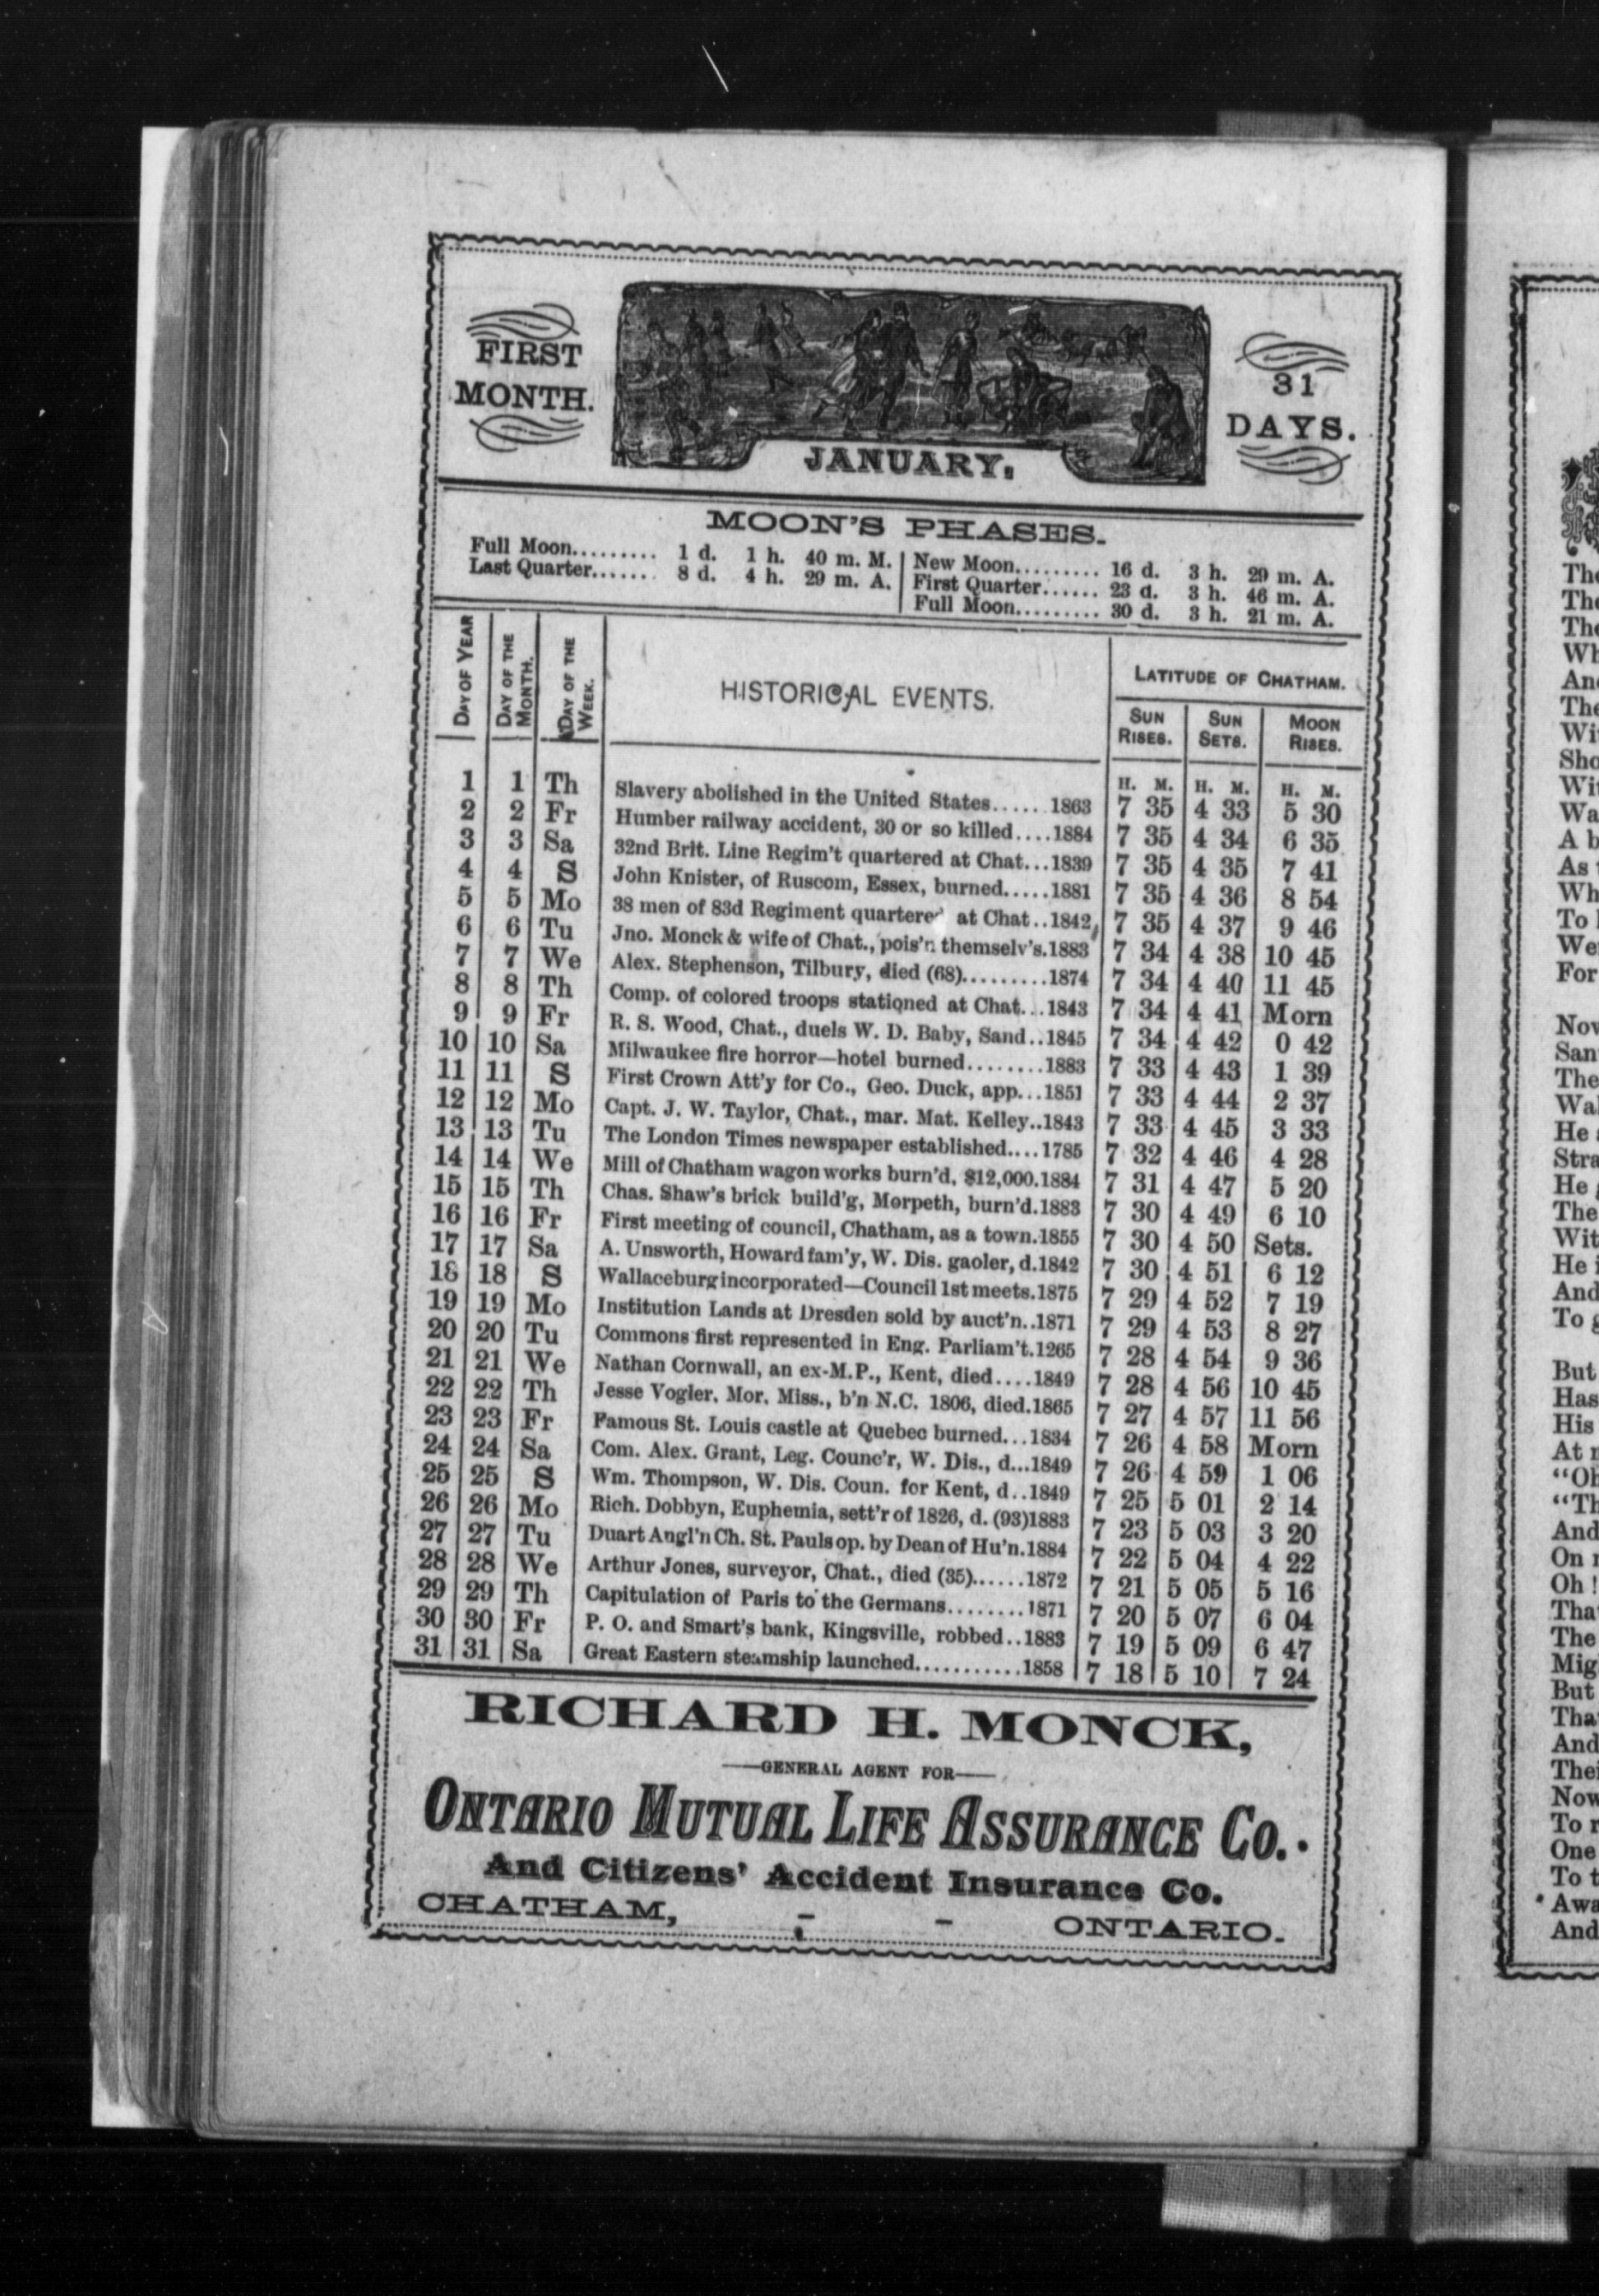 FIRST
MONTH.
JANUARY.
31
DAYS.
MOON'S PHASES.
Full Moon......... 1 d. 1 h. 40 m. M.
Last Quarter....... 8 d. 4 h. 29 m. A.
New Moon......... 16 d. 3 h. 29 m. A.
First Quarter...... 23 d. 3 h. 46 m. A.
Full Moon......... 30 d. 3 h. 21 m. A.
DAY OF YEAR
DAY OF THE MONTH.
DAY OF THE WEEK.
HISTORICAL EVENTS.
LATITUDE OF CHATHAM.
SUN RISES.
SUN SETS.
MOON RISES.
H. M. H. M. H. M.
1 1 Th Slavery abolished in the United States...... 1863 7 35 4 33 5 30
2 2 Fr Humber railway accident, 30 or so killed....1884 7 35 4 34 6 35
3 3 Sa 32nd Brit. Line Regim't quartered at Chat...1839 7 35 4 35 7 41
4 4 S John Knister, of Ruscom, Essex, burned.....1881 7 35 4 36 8 54
5 5 Mo 38 men of 83d Regiment quartered at Chat..1842 7 35 4 37 9 46
6 6 Tu Jno. Monck & wife of Chat., pois'n themselv's.1883 7 34 4 38 10 45
7 7 We Alex. Stephenson, Tilbury, died (68).........1874 7 34 4 40 11 45
8 8 Th Comp. of colored troops stationed at Chat...1843 7 34 4 41 Morn
9 9 Fr R. S. Wood, Chat., duels W. D. Baby, Sand..1845 7 34 4 42 0 42
10 10 Sa Milwaukee fire horror—hotel burned........1883 7 33 4 43 1 39
11 11 S First Crown Att'y for Co., Geo. Duck, app...1851 7 33 4 44 2 37
12 12 Mo Capt. J. W. Taylor, Chat., mar. Mat. Kelley..1843 7 33 4 45 3 33
13 13 Tu The London Times newspaper established....1785 7 32 4 46 4 28
14 14 We Mill of Chatham wagon works burn'd, $12,000.1884 7 31 4 47 5 20
15 15 Th Chas. Shaw's brick build'g, Morpeth, burn'd.1883 7 30 4 49 6 10
16 16 Fr First meeting of council, Chatham, as a town.1855 7 30 4 50 Sets.
17 17 Sa A. Unsworth, Howard fam'y, W. Dis. gaoler, d.1842 7 30 4 51 6 12
18 18 S Wallaceburg incorporated—Council 1st meets.1875 7 29 4 52 7 19
19 19 Mo Institution Lands at Dresden sold by auct'n..1871 7 29 4 53 8 27
20 20 Tu Commons first represented in Eng. Parliam't.1265 7 28 4 54 9 36
21 21 We Nathan Cornwall, an ex-M.P., Kent, died....1849 7 28 4 56 10 45
22 22 Th Jesse Vogler, Mor. Miss., b'n N.C. 1806, died.1865 7 27 4 57 11 56
23 23 Fr Famous St. Louis castle at Quebec burned...1834 7 26 4 58 Morn
24 24 Sa Com. Alex. Grant, Leg. Counc'r, W. Dis., d...1849 7 26 4 59 1 06
25 25 S Wm. Thompson, W. Dis. Coun. for Kent, d..1849 7 25 5 01 2 14
26 26 Mo Rich. Dobbyn, Euphemia, sett'r of 1826, d. (93)1883 7 23 5 03 3 20
27 27 Tu Duart Angl'n Ch. St. Pauls op. by Dean of Hu'n.1884 7 22 5 04 4 22
28 28 We Arthur Jones, surveyor, Chat., died (35)......1872 7 21 5 05 5 16
29 29 Th Capitulation of Paris to the Germans........1871 7 20 5 07 6 04
30 30 Fr P. O. and Smart's bank, Kingsville, robbed..1883 7 19 5 09 6 47
31 31 Sa Great Eastern steamship launched...........1858 7 18 5 10 7 24
RICHARD H. MONCK,
——GENERAL AGENT FOR——
ONTARIO MUTUAL LIFE ASSURANCE CO.
And Citizens' Accident Insurance Co.
CHATHAM, - - ONTARIO.